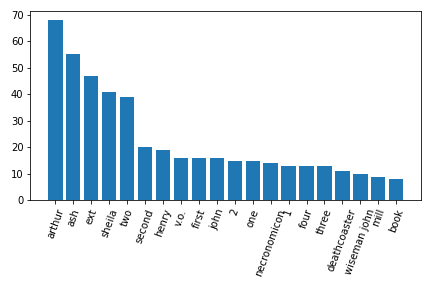 70
60
50
40
30
20
10
0
arthur
ash
ext
sheila
two
second
henry
v.o.
first
john
2
one
necronomicon
1
four
three
deathcoaster
wiseman john
mill
book